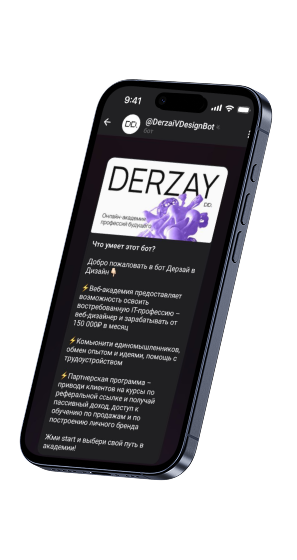 9:41
DD.
@DerzaiVDesignBot
бот
DERZAY
DD.
Онлайн-академия
профессий будущего
Что умеет этот бот?
Добро пожаловать в бот Дерзай в
Дизайн👇🏻
⚡Веб-академия предоставляет
возможность освоить
востребованную IT-профессию –
веб-дизайнер и зарабатывать от
150 000₽ в месяц
⚡Комьюнити единомышленников,
обмен опытом и идеями, помощь с
трудоустройством
⚡Партнерская программа –
приводи клиентов на курсы по
реферальной ссылке и получай
пассивный доход, доступ к
обучению по продажам и по
построению личного бренда
Жми start и выбери свой путь в
академии!